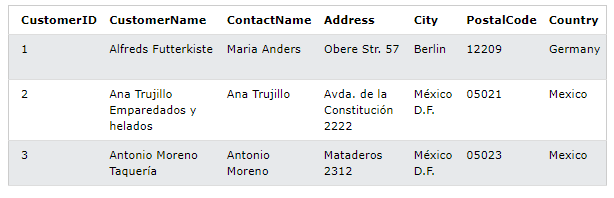 CustomerID CustomerName ContactName Address City PostalCode Country
1 Alfreds Futterkiste Maria Anders Obere Str. 57 Berlin 12209 Germany
2 Ana Trujillo Ana Trujillo Avda. de la México 05021 Mexico
Emparedados y Constitución D.F.
helados 2222
3 Antonio Moreno Antonio Mataderos México 05023 Mexico
Taquería Moreno 2312 D.F.